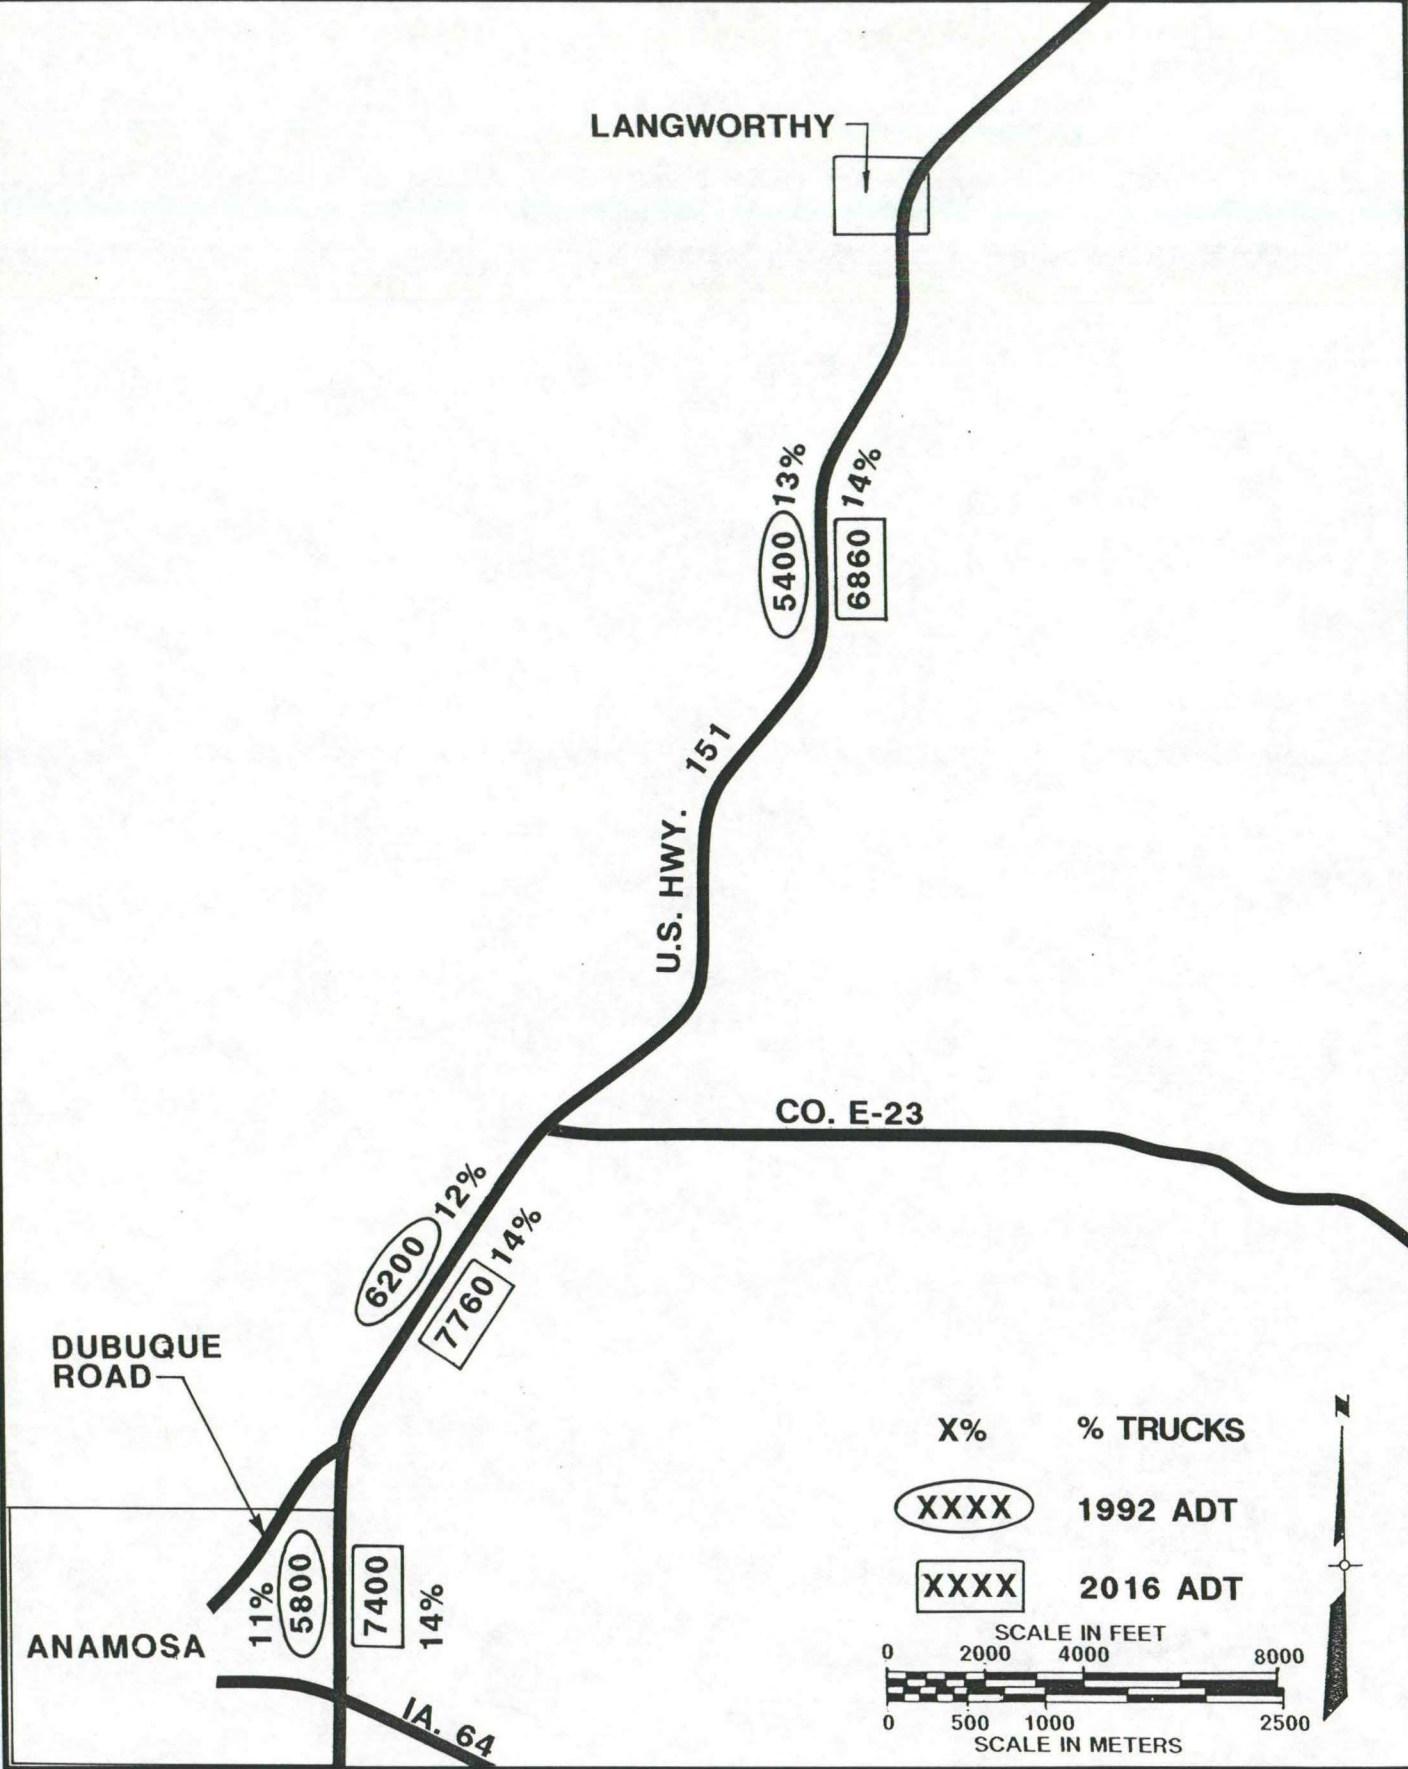 LANGWORTHY
13%
5400
14%
6860
U.S. HWY. 151
CO. E-23
12%
6200
14%
7760
DUBUQUE
ROAD
11%
5800
7400
14%
ANAMOSA
IA. 64
N
X% % TRUCKS
XXXX 1992 ADT
XXXX 2016 ADT
SCALE IN FEET
0 2000 4000 8000
0 500 1000 2500
SCALE IN METERS